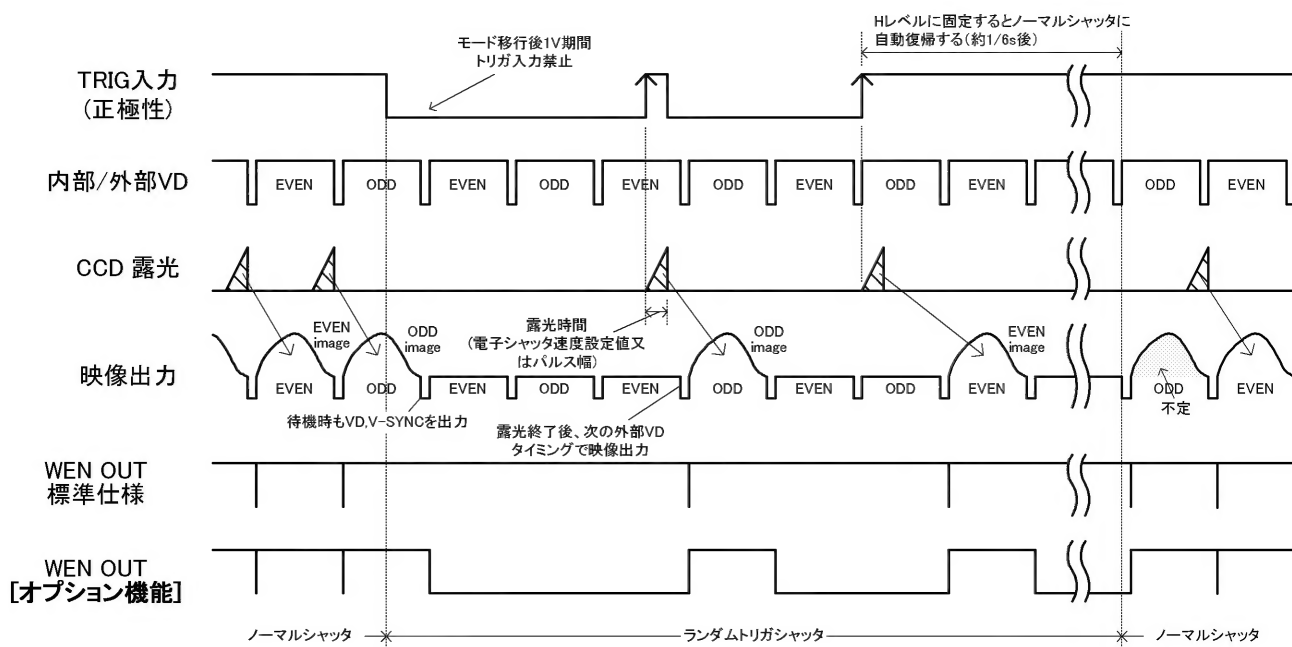 Hレベルに固定するとノーマルシャッタに
自動復帰する(約1/6s後)
モード移行後1V期間
トリガ入力禁止
TRIG入力
(正極性)
内部/外部VD
EVEN ODD EVEN ODD EVEN ODD EVEN ODD EVEN ODD EVEN
CCD 露光
露光時間
(電子シャッタ速度設定値又
はパルス幅)
EVEN
image
ODD
image
ODD
image
EVEN
image
映像出力
EVEN ODD EVEN ODD EVEN ODD EVEN ODD EVEN ODD EVEN
不定
待機時もVD,V-SYNCを出力
露光終了後、次の外部VD
タイミングで映像出力
WEN OUT
標準仕様
WEN OUT
[オプション機能]
ノーマルシャッタ ランダムトリガシャッタ ノーマルシャッタ